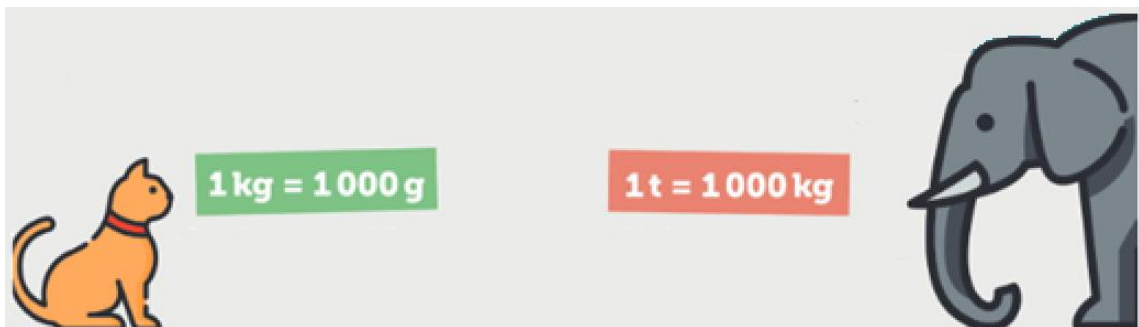 1 kg = 1 000 g
1 t = 1 000 kg